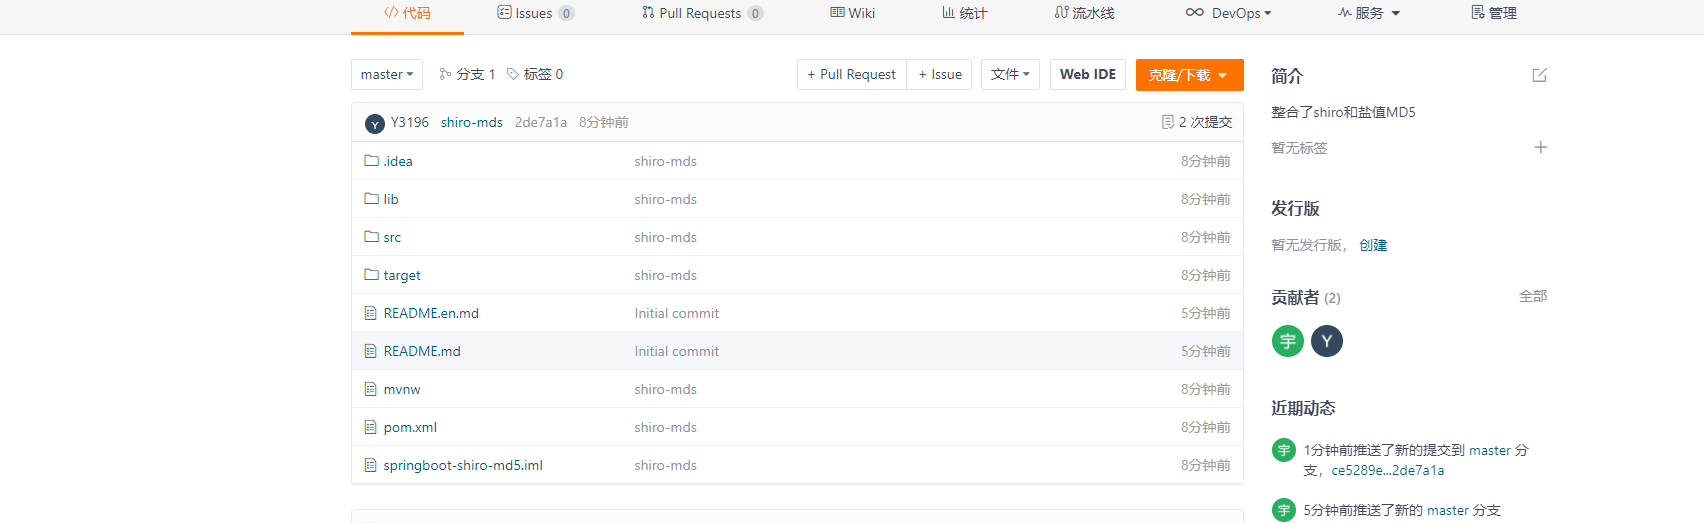 代码 Issues 0 Pull Requests 0 Wiki 统计 流水线 DevOps 服务 管理
master 分支 1 标签 0 + Pull Request + Issue 文件 Web IDE 克隆/下载
Y Y3196 shiro-mds 2de7a1a 8分钟前 2 次提交
.idea shiro-mds 8分钟前
lib shiro-mds 8分钟前
src shiro-mds 8分钟前
target shiro-mds 8分钟前
README.en.md Initial commit 5分钟前
README.md Initial commit 5分钟前
mvnw shiro-mds 8分钟前
pom.xml shiro-mds 8分钟前
springboot-shiro-md5.iml shiro-mds 8分钟前
简介
整合了shiro和盐值MD5
暂无标签
发行版
暂无发行版， 创建
贡献者 (2) 全部
宇 Y
近期动态
宇 1分钟前推送了新的提交到 master 分
支，ce5289e...2de7a1a
宇 5分钟前推送了新的 master 分支